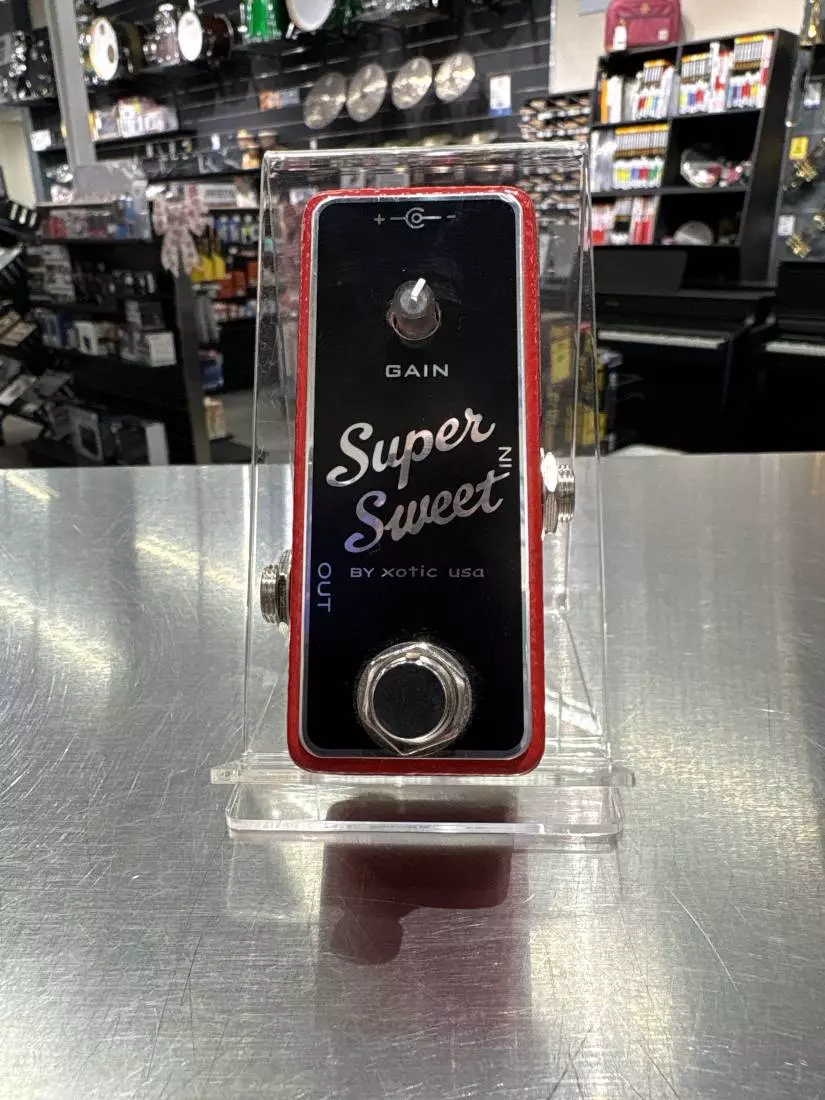 + -
GAIN
Super
Sweet
IN
OUT
BY xotic usa